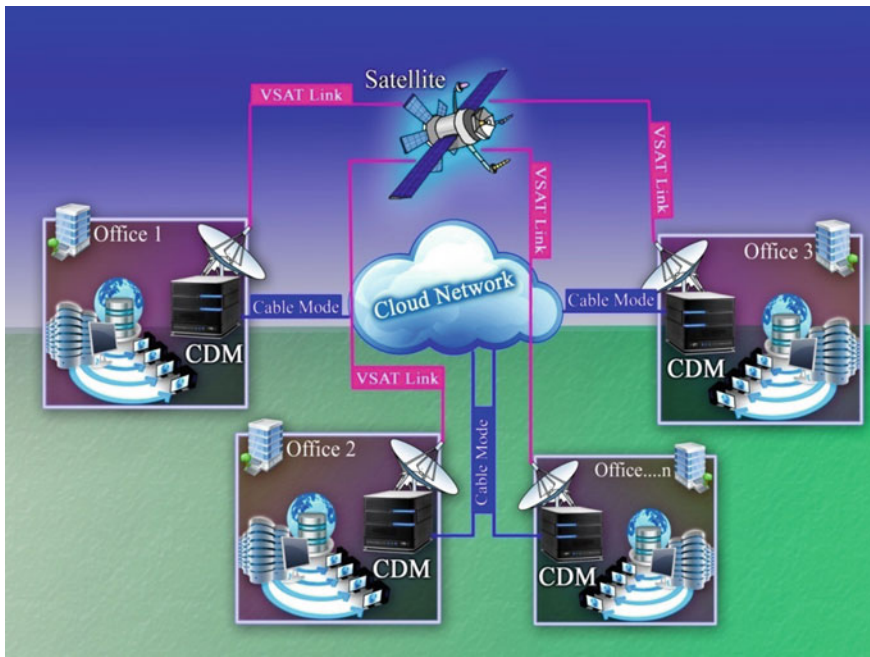 Satellite
VSAT Link
VSAT Link
VSAT Link
Office 1
Office 3
Cloud Network
Cable Mode
Cable Mode
CDM
CDM
VSAT Link
Office 2
Cable Mode
Office....n
CDM
CDM